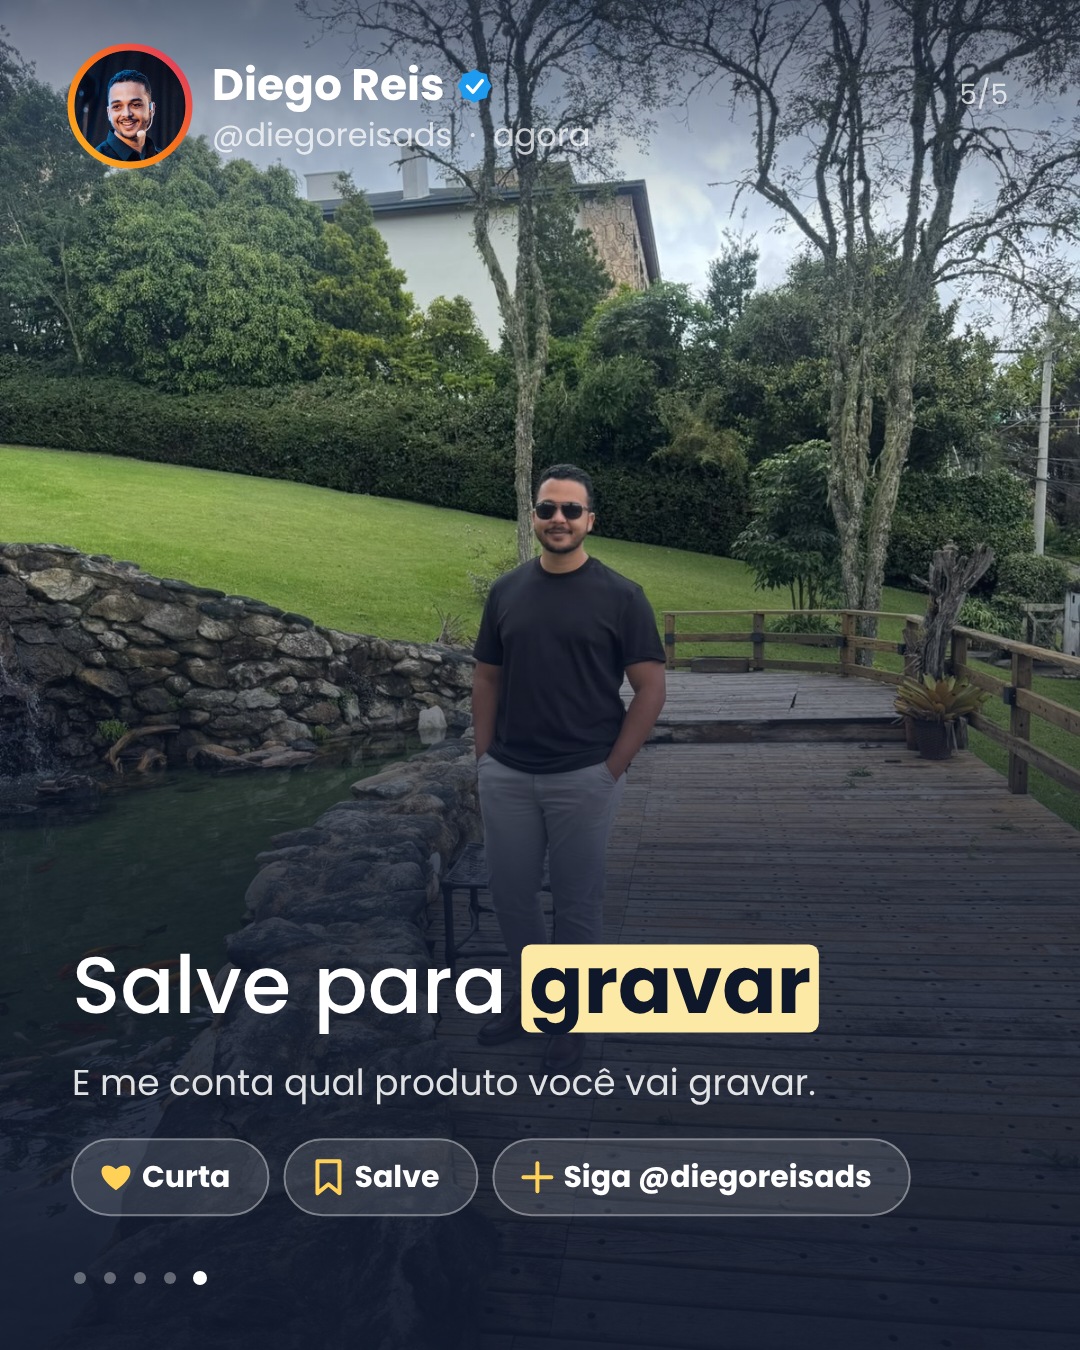 Diego Reis
@diegoreisads · agora
5/5
Salve para gravar
E me conta qual produto você vai gravar.
Curta
Salve
Siga @diegoreisads